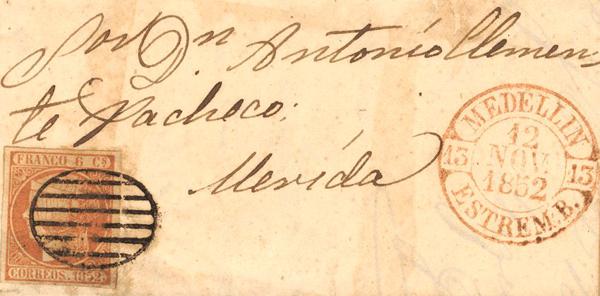 Sor Dn Antonio Clemen
te Pacheco.
Merida
FRANCO 6 Cs
CORREOS. 1852
MEDELLIN
12
NOV.
1852
13
13
ESTREM.B.